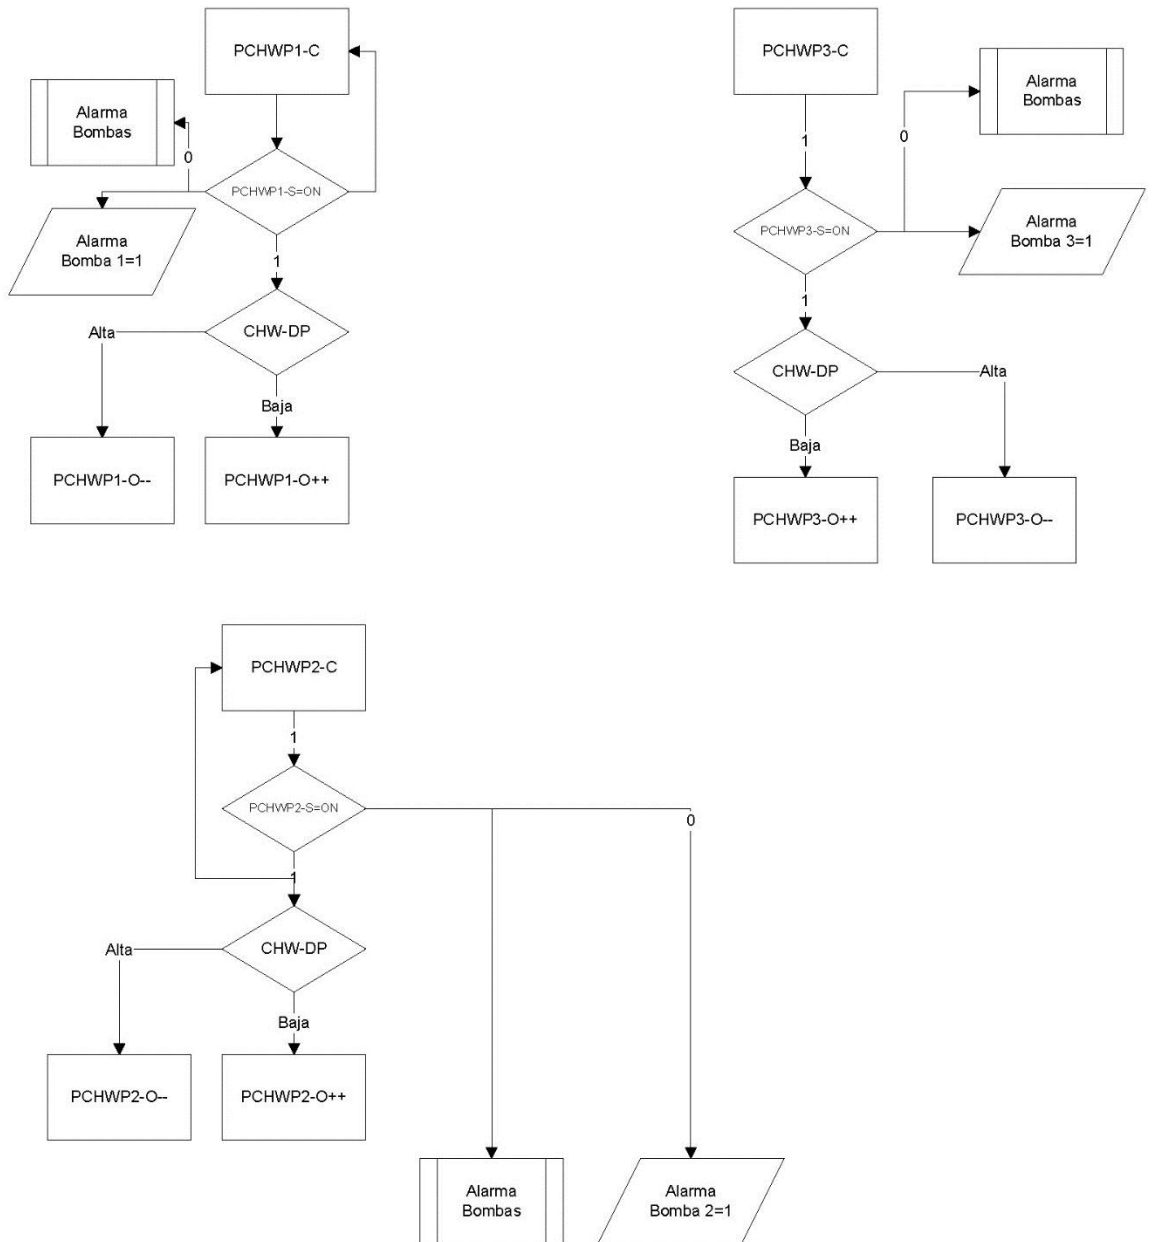 PCHWP1-C
Alarma
Bombas
0
PCHWP1-S=ON
Alarma
Bomba 1=1
1
CHW-DP
Alta
Baja
PCHWP1-O--
PCHWP1-O++
PCHWP3-C
Alarma
Bombas
1
0
PCHWP3-S=ON
Alarma
Bomba 3=1
1
CHW-DP
Alta
Baja
PCHWP3-O++
PCHWP3-O--
PCHWP2-C
1
PCHWP2-S=ON
0
1
CHW-DP
Alta
Baja
PCHWP2-O--
PCHWP2-O++
Alarma
Bombas
Alarma
Bomba 2=1